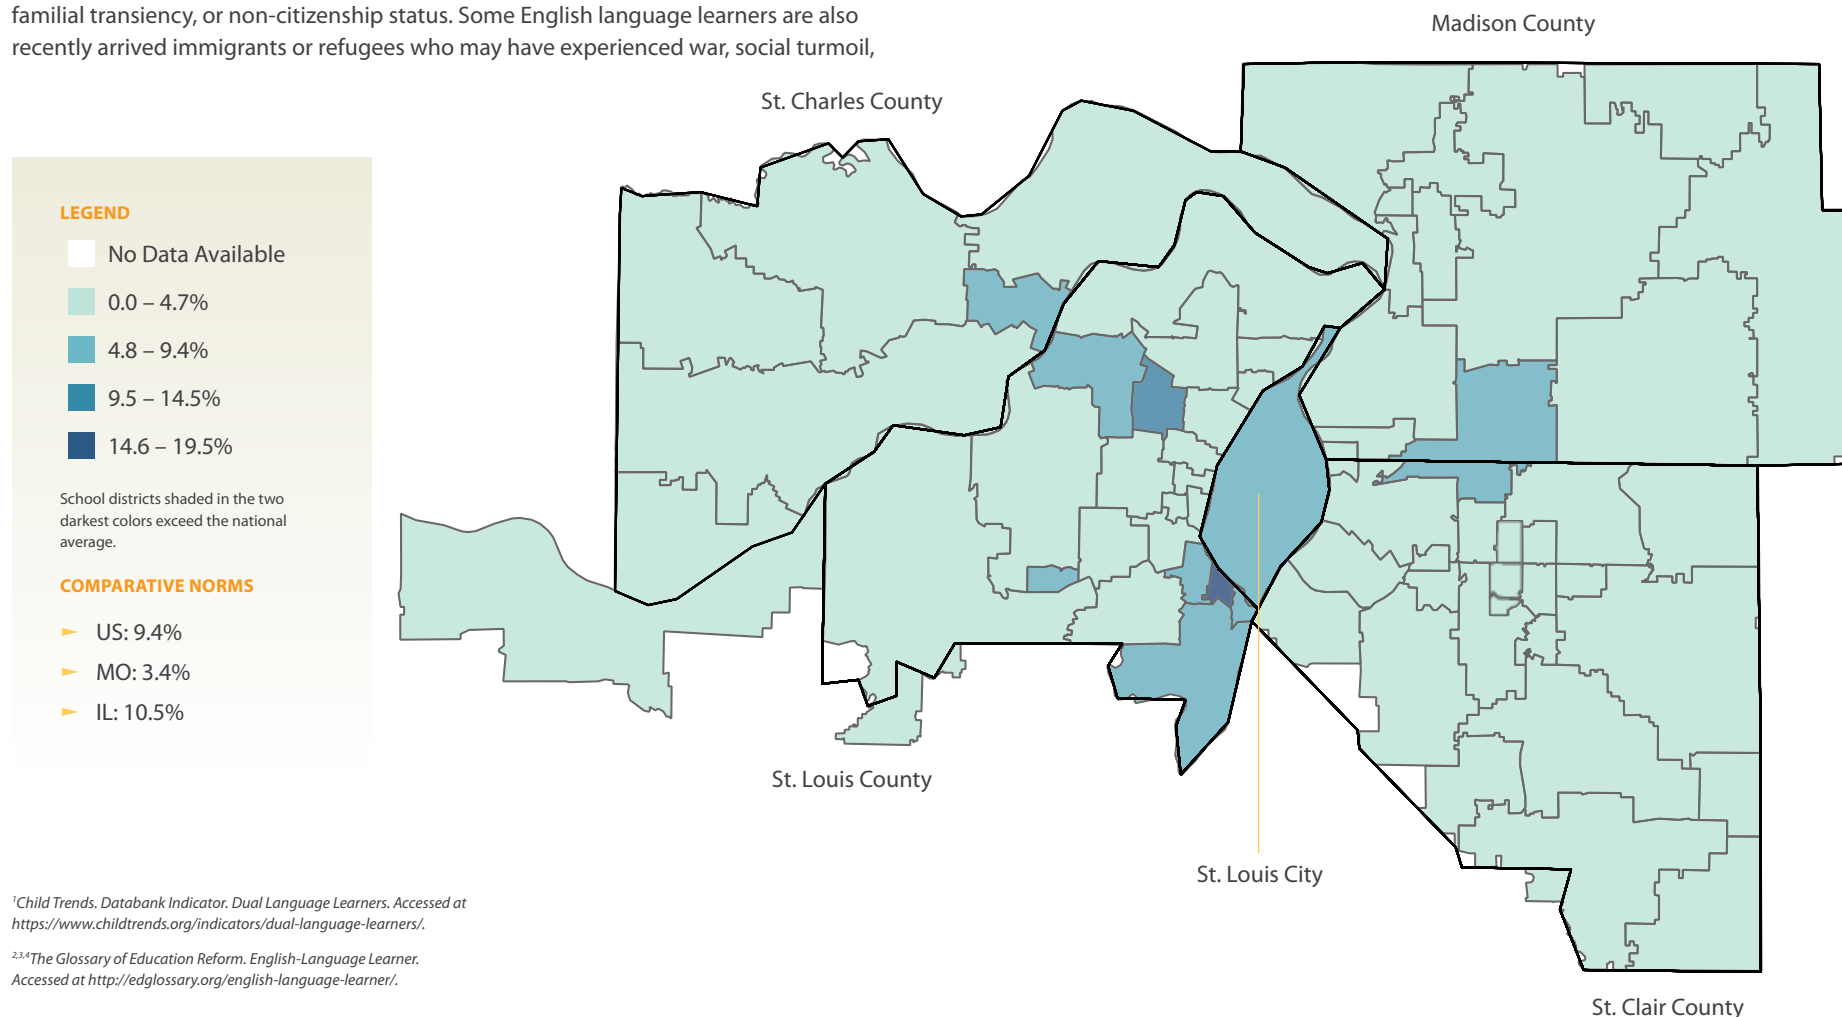 familial transiency, or non-citizenship status. Some English language learners are also
recently arrived immigrants or refugees who may have experienced war, social turmoil,
Madison County
St. Charles County
LEGEND
No Data Available
0.0 – 4.7%
4.8 – 9.4%
9.5 – 14.5%
14.6 – 19.5%
School districts shaded in the two
darkest colors exceed the national
average.
COMPARATIVE NORMS
US: 9.4%
MO: 3.4%
IL: 10.5%
St. Louis County
St. Louis City
St. Clair County
1Child Trends. Databank Indicator. Dual Language Learners. Accessed at
https://www.childtrends.org/indicators/dual-language-learners/.
2,3,4The Glossary of Education Reform. English-Language Learner.
Accessed at http://edglossary.org/english-language-learner/.